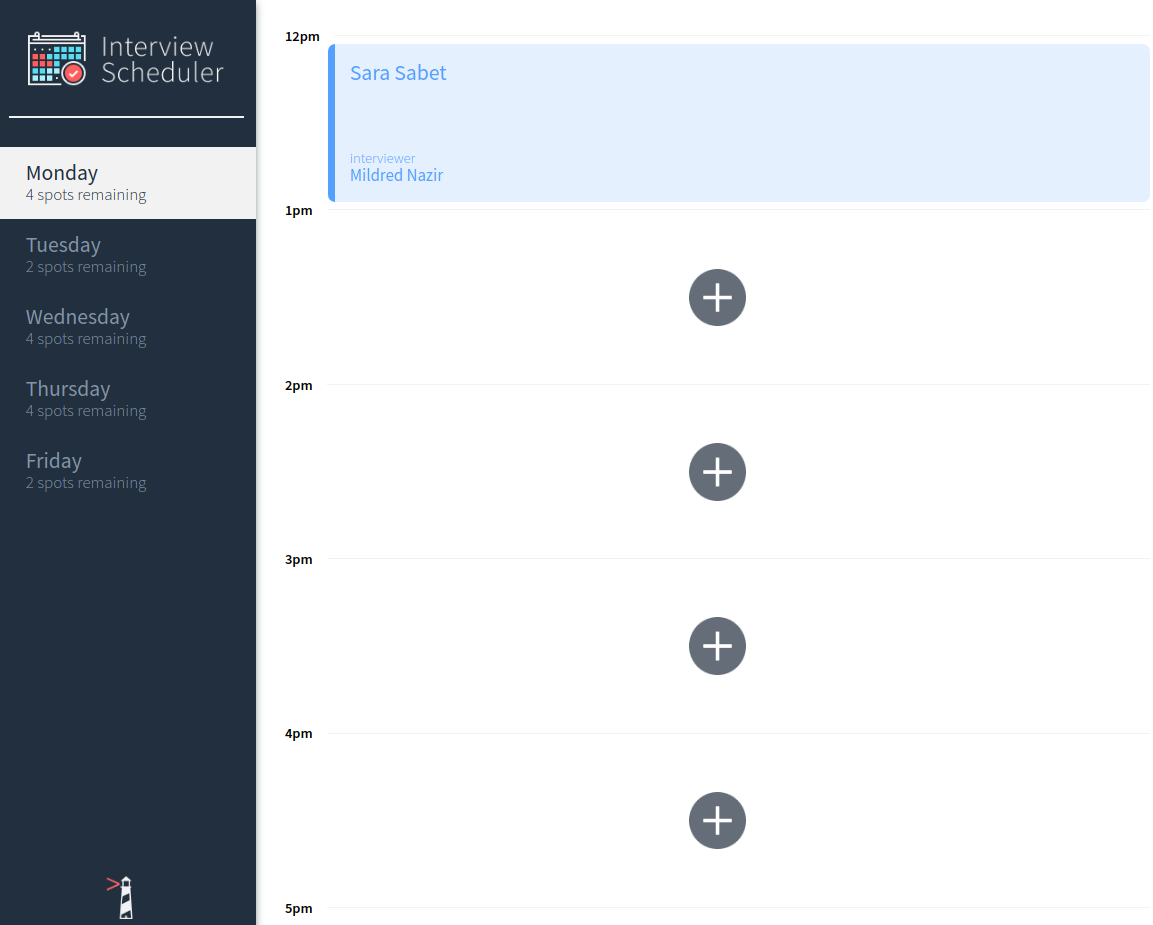 Interview
Scheduler
Monday
4 spots remaining
Tuesday
2 spots remaining
Wednesday
4 spots remaining
Thursday
4 spots remaining
Friday
2 spots remaining
12pm
Sara Sabet
interviewer
Mildred Nazir
1pm
2pm
3pm
4pm
5pm